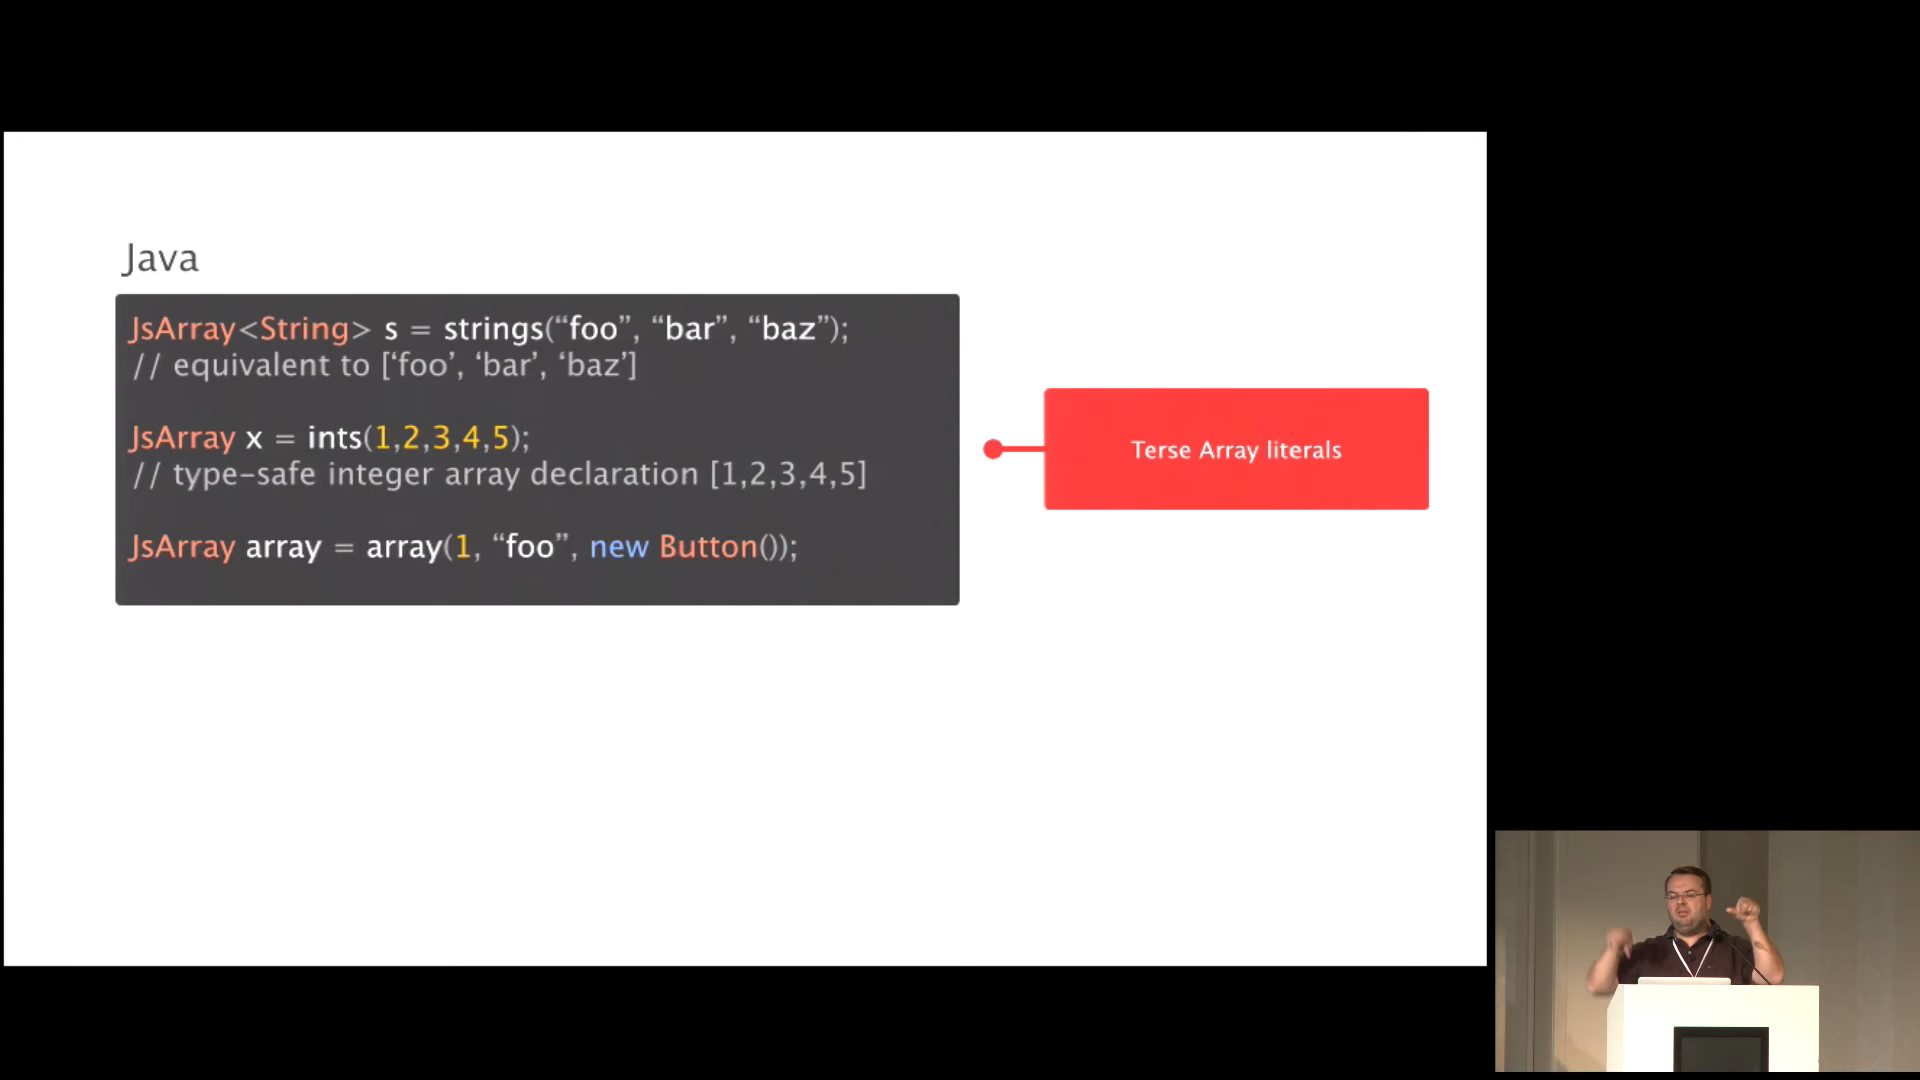 Java
JsArray<String> s = strings(“foo”, “bar”, “baz”);
// equivalent to [‘foo’, ‘bar’, ‘baz’]
JsArray x = ints(1,2,3,4,5);
// type-safe integer array declaration [1,2,3,4,5]
JsArray array = array(1, “foo”, new Button());
Terse Array literals